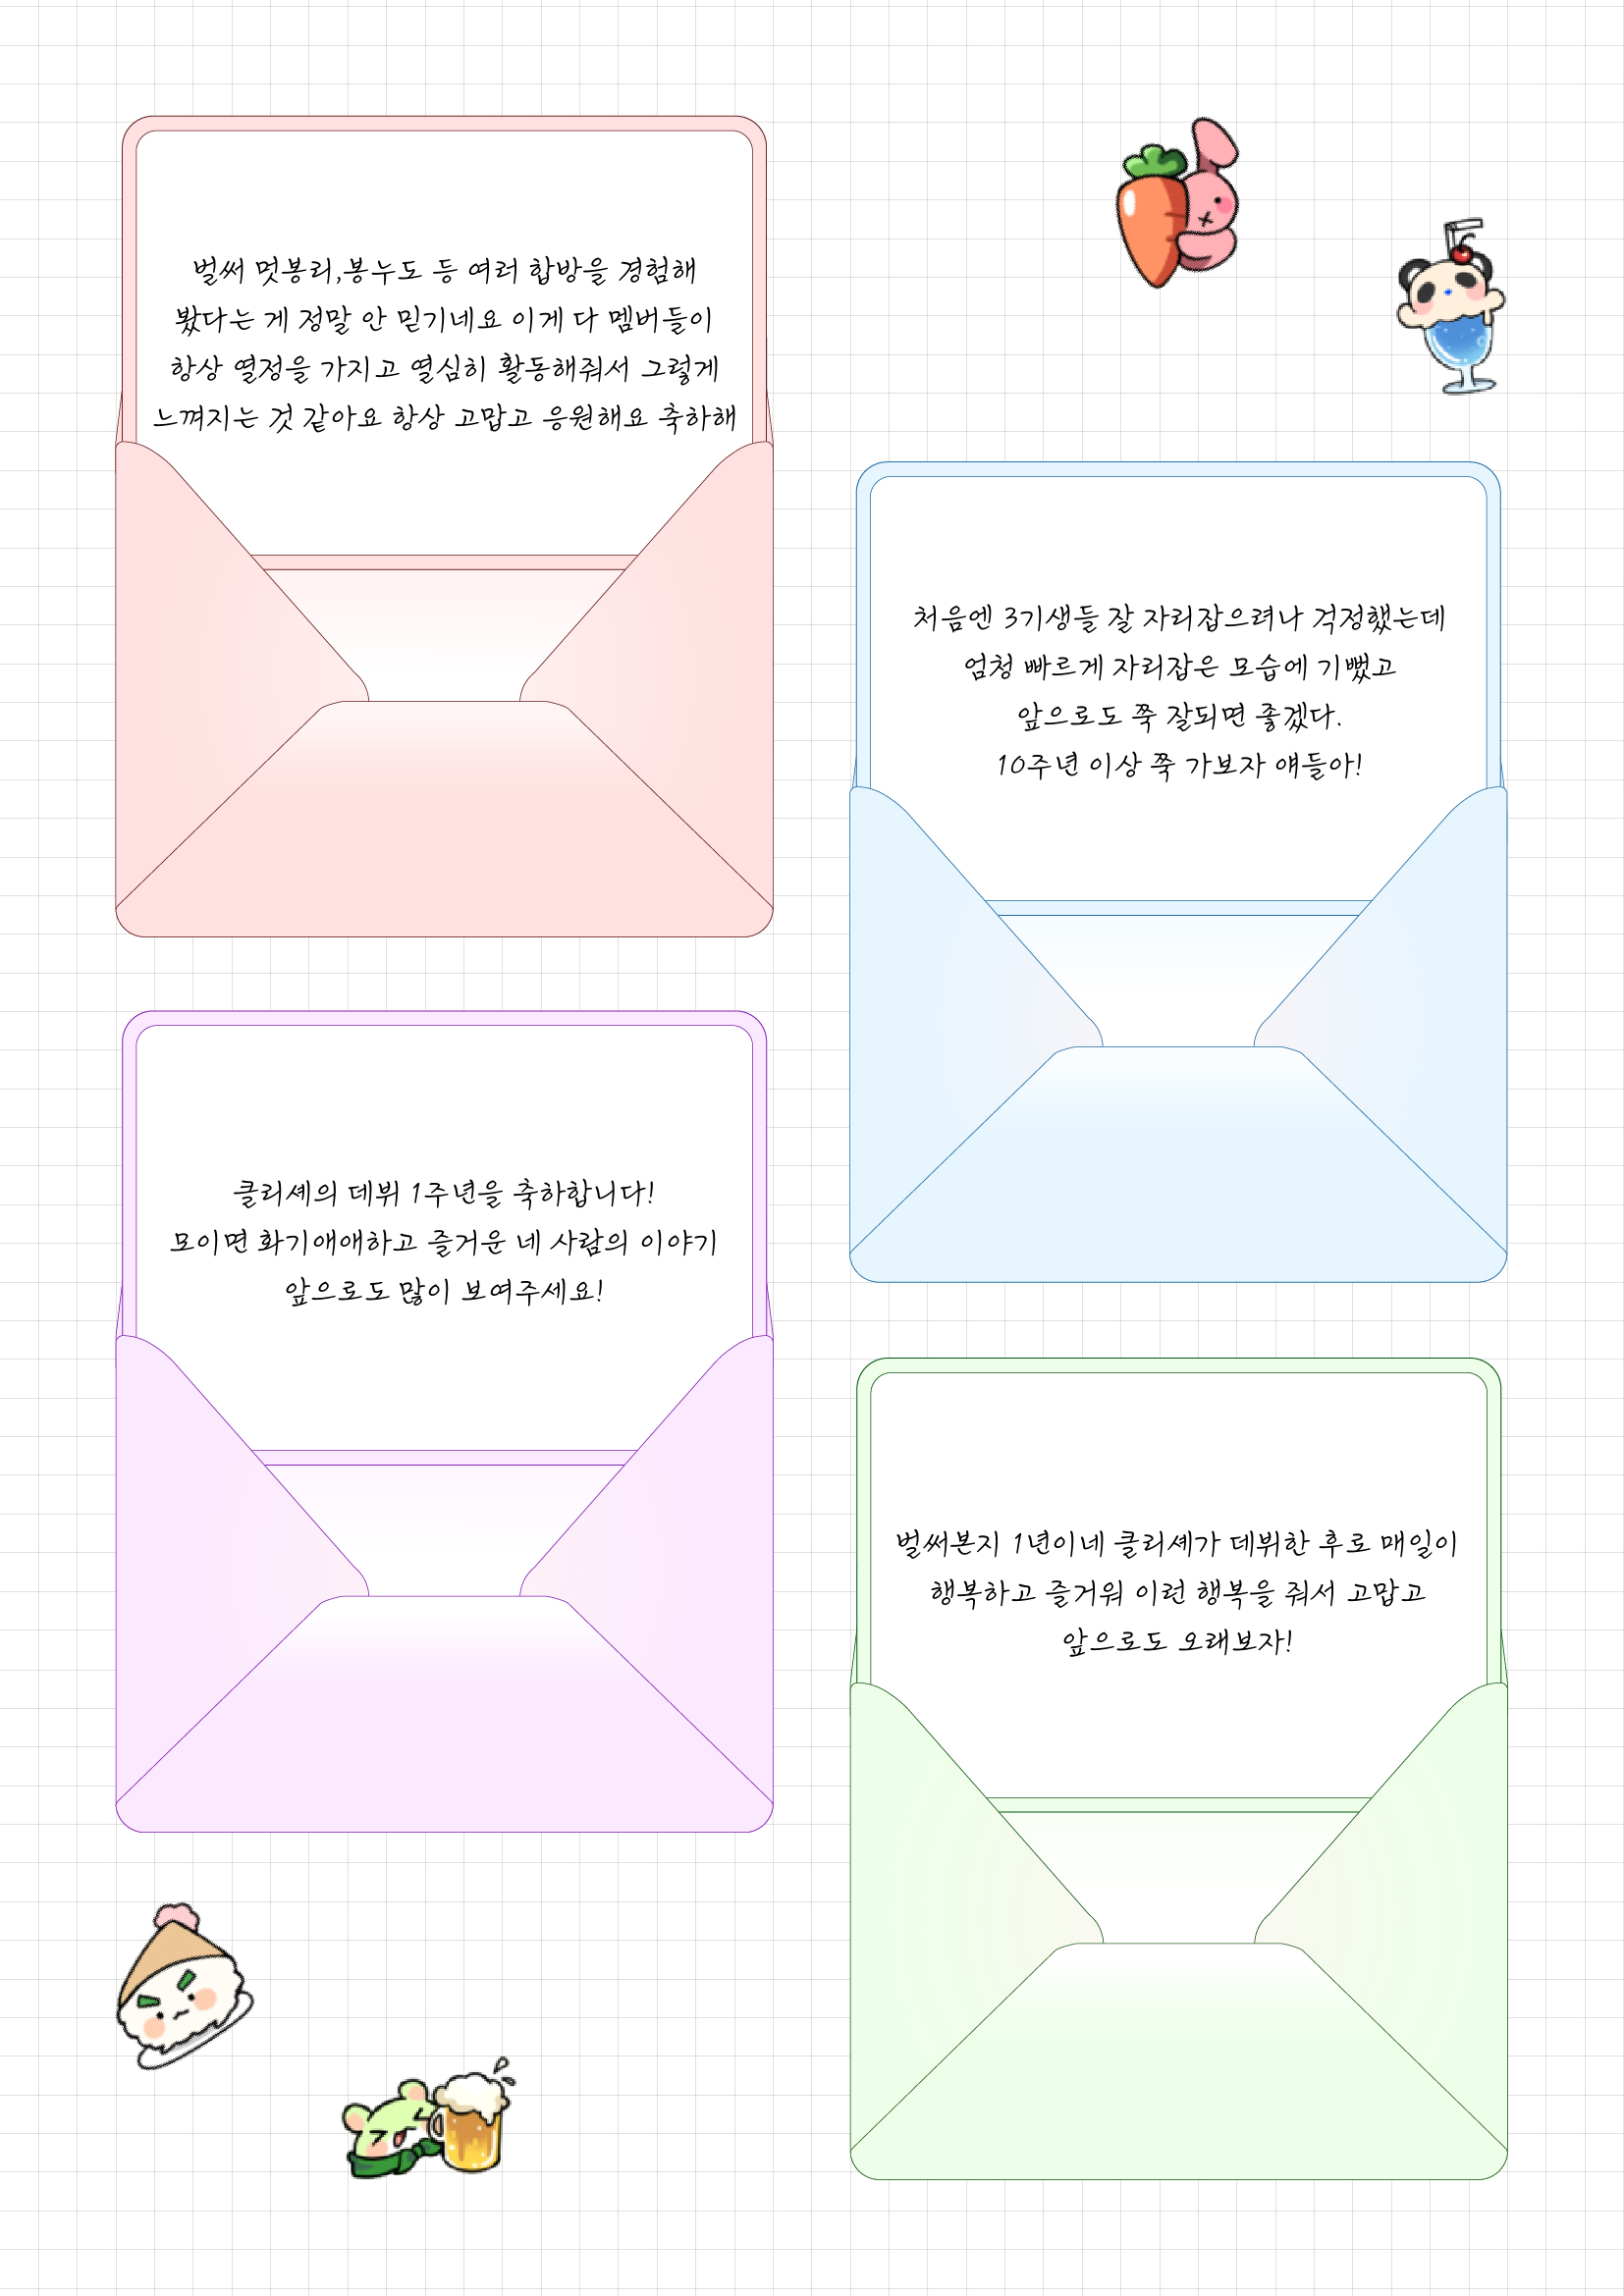 벌써 멋봉리,봉누도 등 여러 합방을 경험해
봤다는 게 정말 안 믿기네요 이게 다 멤버들이
항상 열정을 가지고 열심히 활동해줘서 그렇게
느껴지는 것 같아요 항상 고맙고 응원해요 축하해
처음엔 3기생들 잘 자리잡으려나 걱정했는데
엄청 빠르게 자리잡은 모습에 기뻤고
앞으로도 쭉 잘되면 좋겠다.
10주년 이상 쭉 가보자 얘들아!
클리셰의 데뷔 1주년을 축하합니다!
모이면 화기애애하고 즐거운 네 사람의 이야기
앞으로도 많이 보여주세요!
벌써본지 1년이네 클리셰가 데뷔한 후로 매일이
행복하고 즐거워 이런 행복을 줘서 고맙고
앞으로도 오래보자!